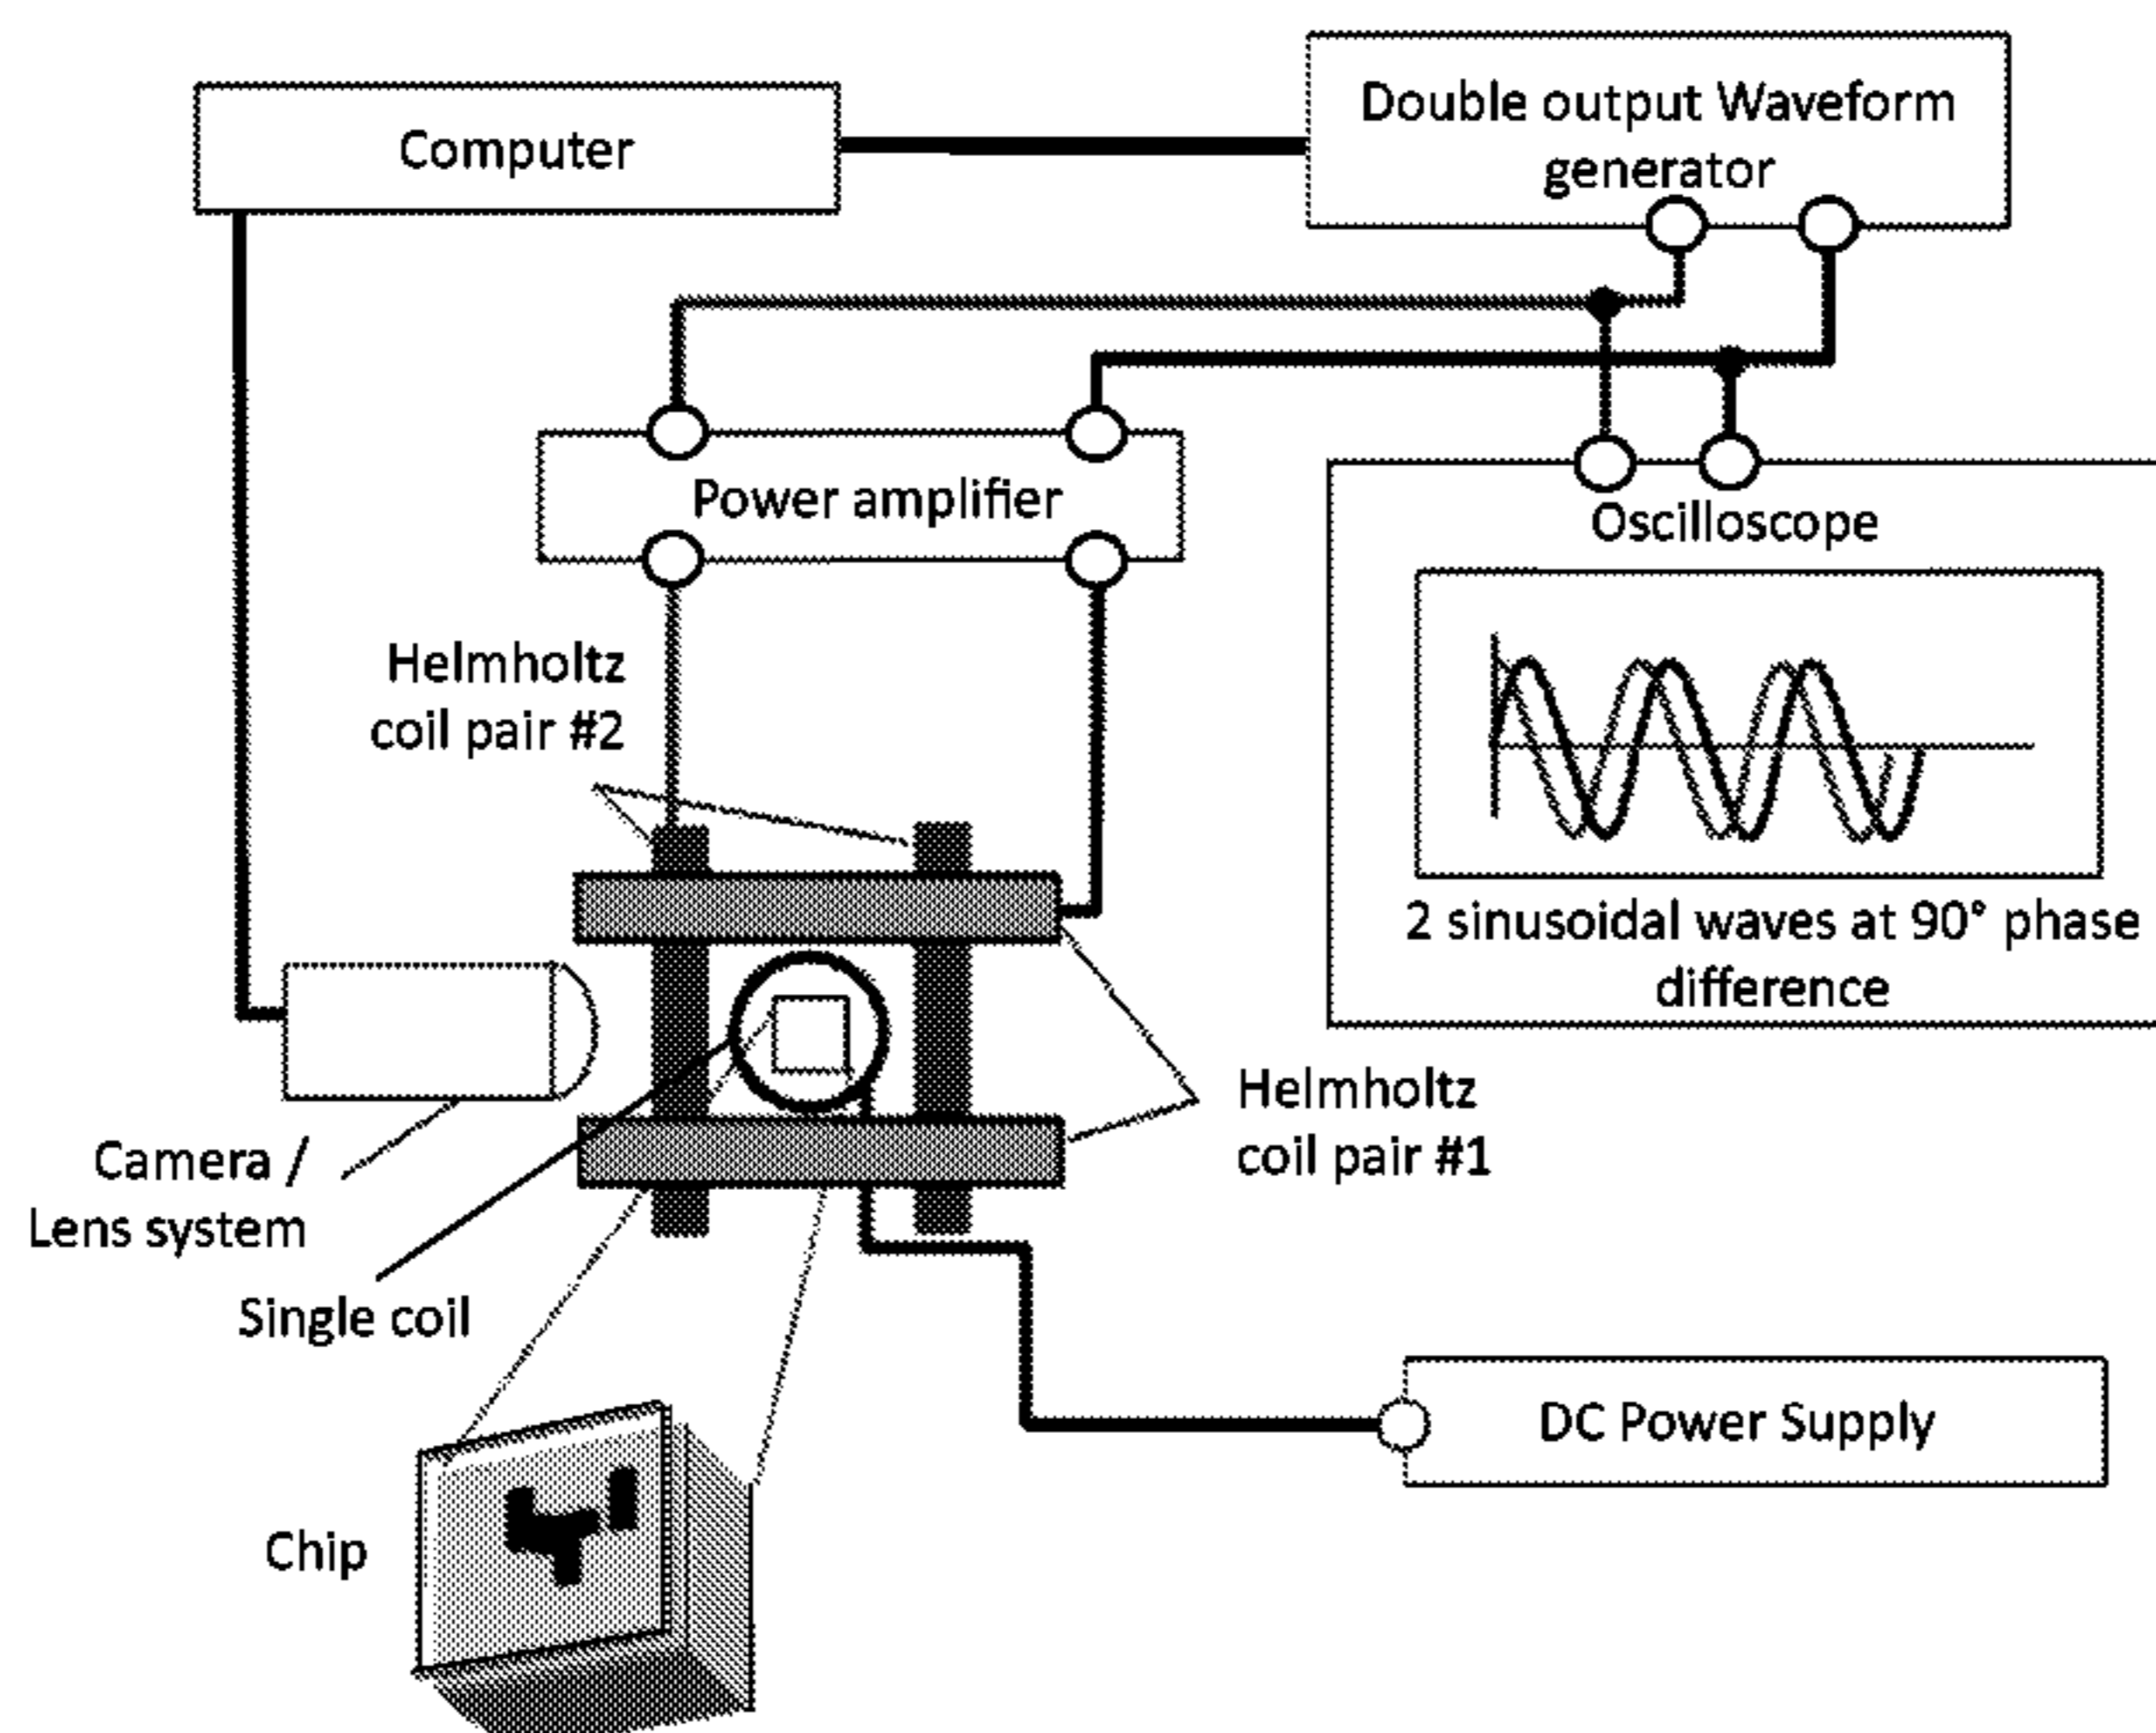 Computer
Double output Waveform
generator
Power amplifier
Oscilloscope
Helmholtz
coil pair #2
2 sinusoidal waves at 90° phase
difference
Helmholtz
coil pair #1
Camera /
Lens system
Single coil
DC Power Supply
Chip